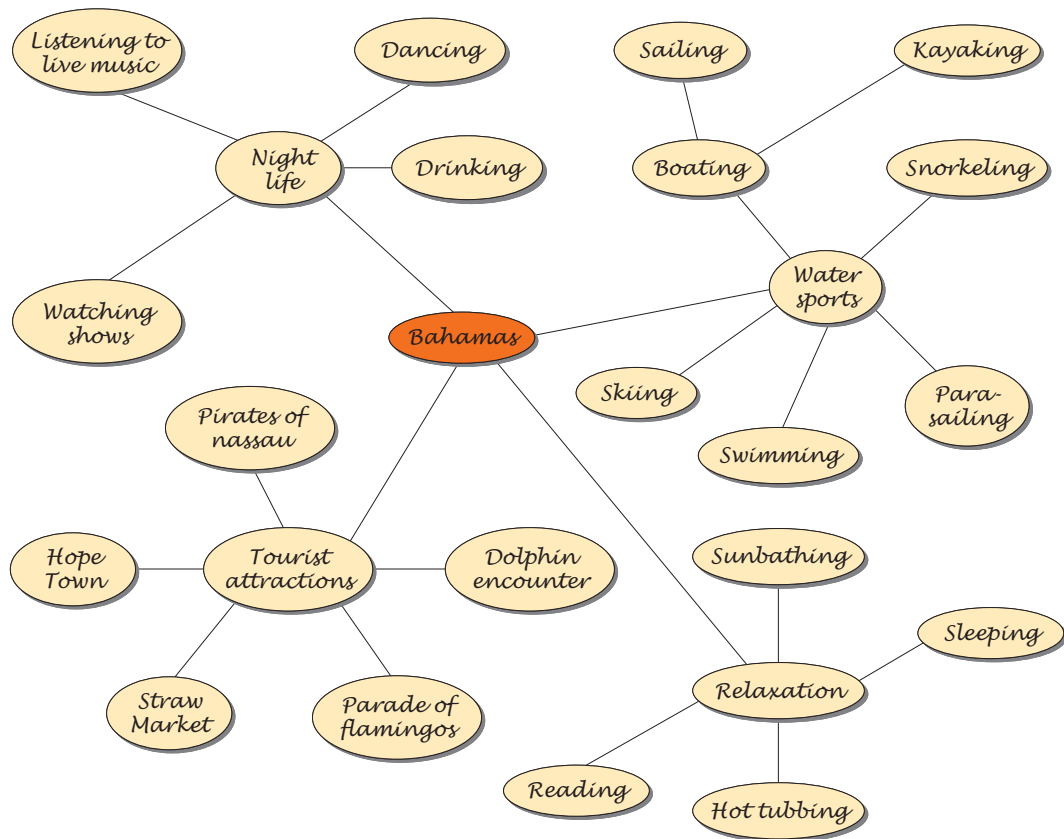 Listening to
live music
Dancing
Drinking
Night
life
Watching
shows
Sailing
Kayaking
Boating
Snorkeling
Water
sports
Skiing
Swimming
Para-
sailing
Bahamas
Pirates of
nassau
Hope
Town
Tourist
attractions
Dolphin
encounter
Straw
Market
Parade of
flamingos
Sunbathing
Sleeping
Relaxation
Reading
Hot tubbing